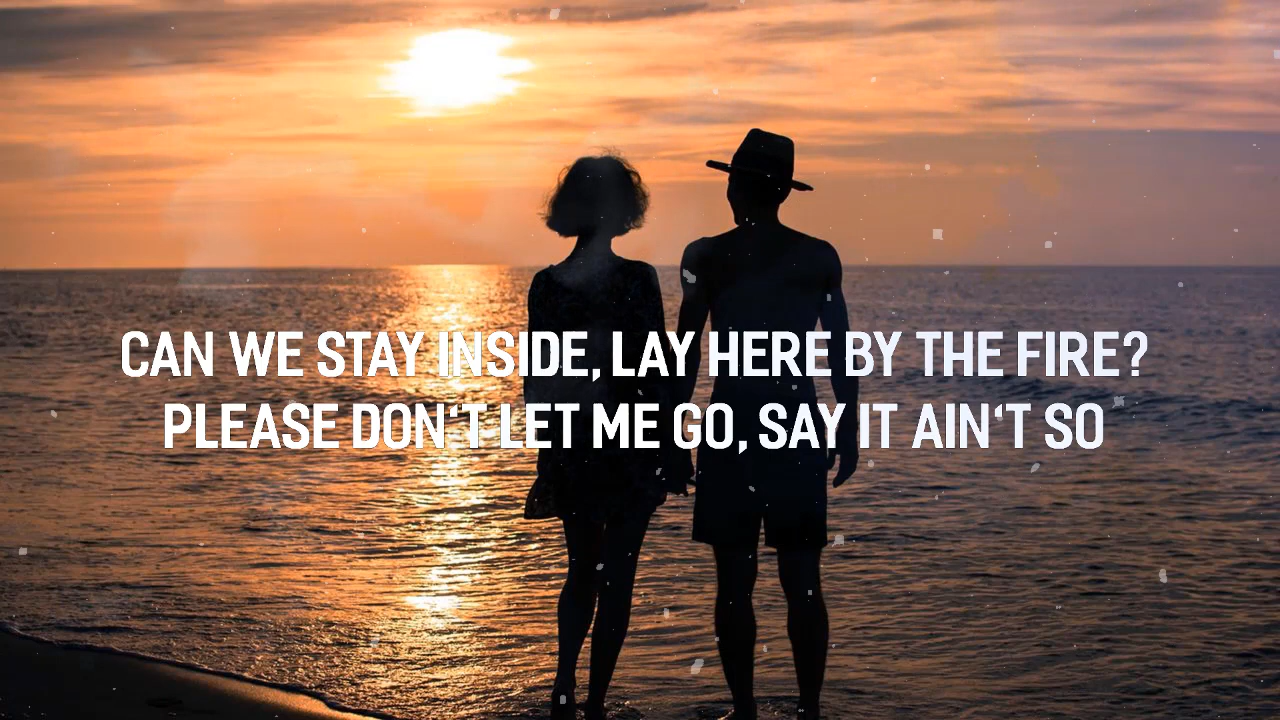 CAN WE STAY INSIDE, LAY HERE BY THE FIRE?
PLEASE DON'T LET ME GO, SAY IT AIN'T SO